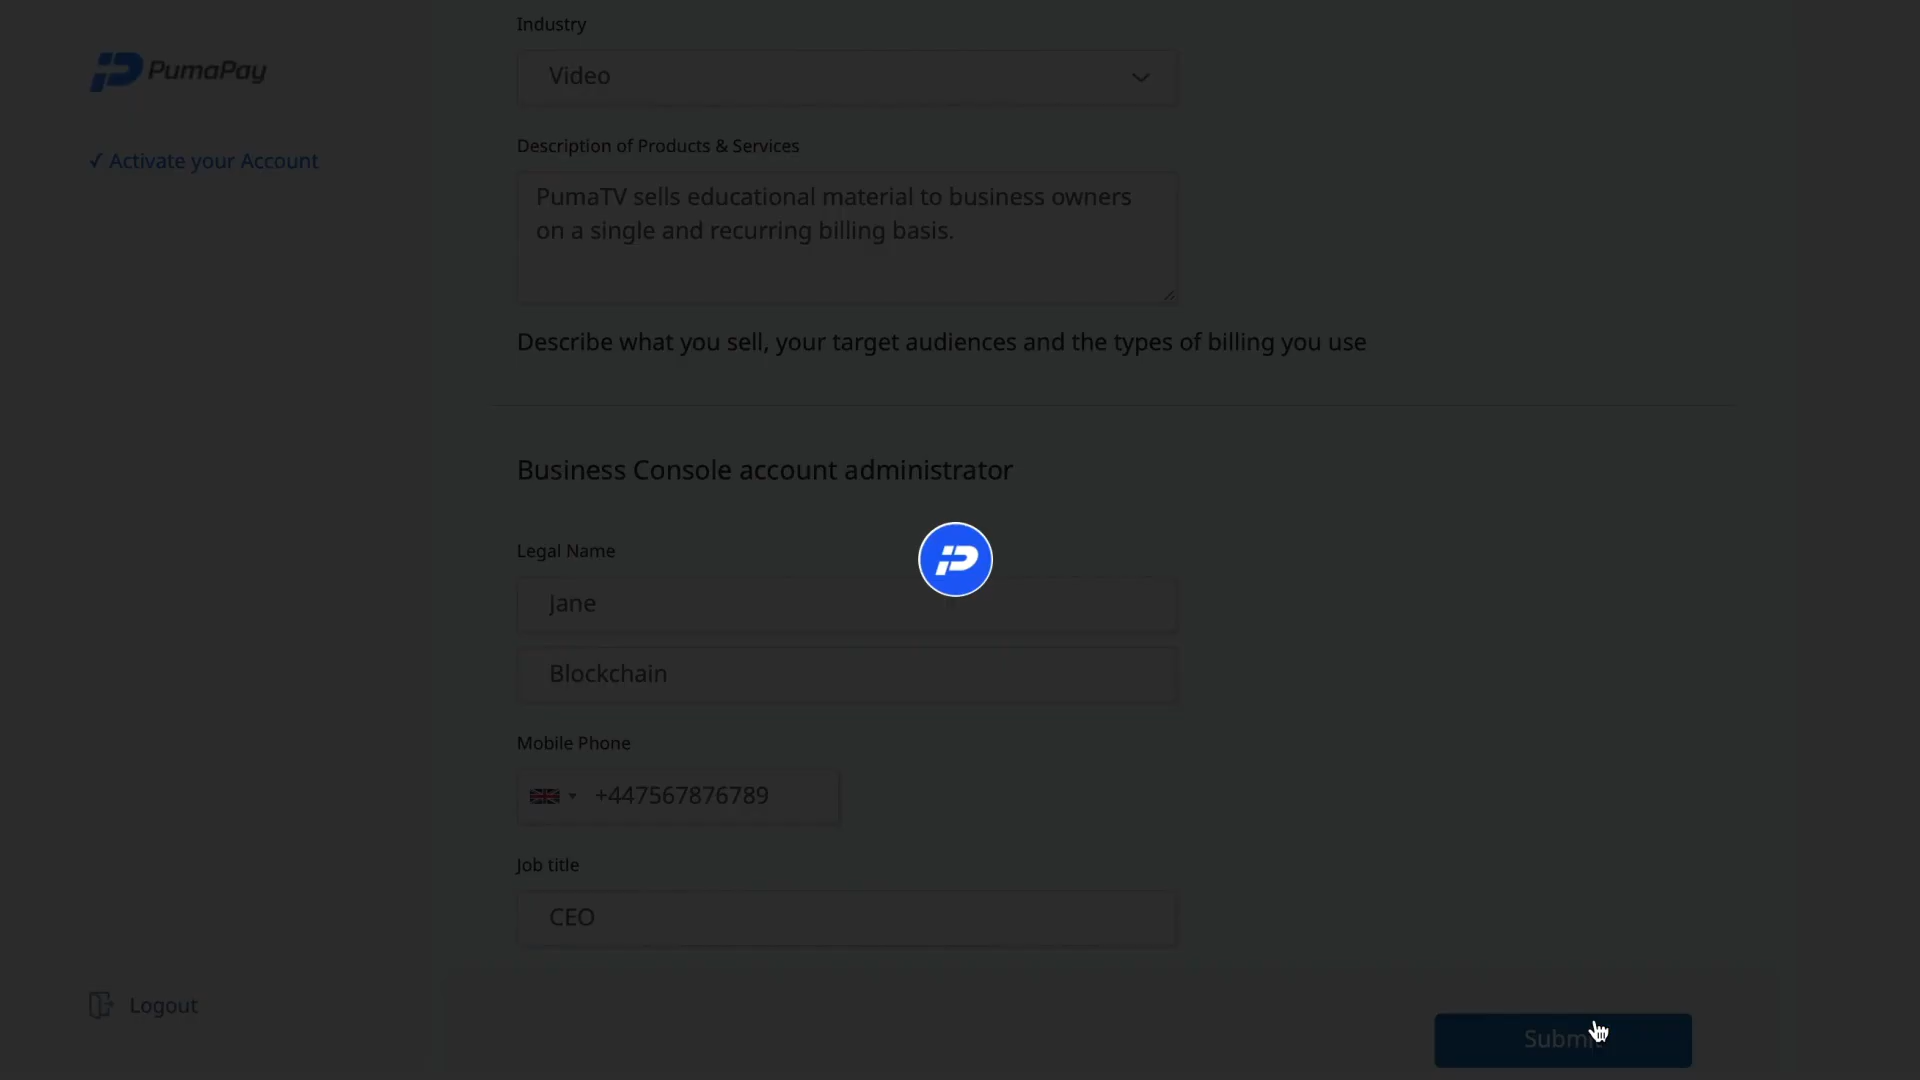 PumaPay
✓ Activate your Account
Logout
Industry
Video
Description of Products & Services
PumaTV sells educational material to business owners
on a single and recurring billing basis.
Describe what you sell, your target audiences and the types of billing you use
Business Console account administrator
Legal Name
Jane
Blockchain
Mobile Phone
+447567876789
Job title
CEO
Submit